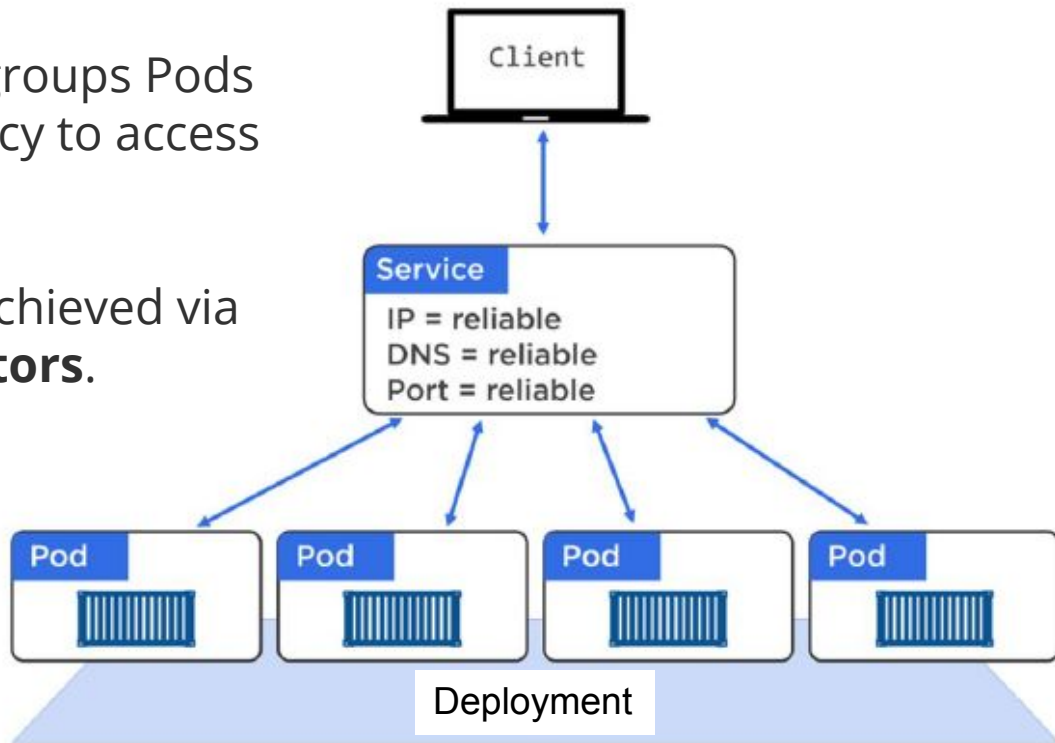 groups Pods
cy to access
chieved via
tors.
Client
Service
IP = reliable
DNS = reliable
Port = reliable
Pod
Pod
Pod
Pod
Deployment